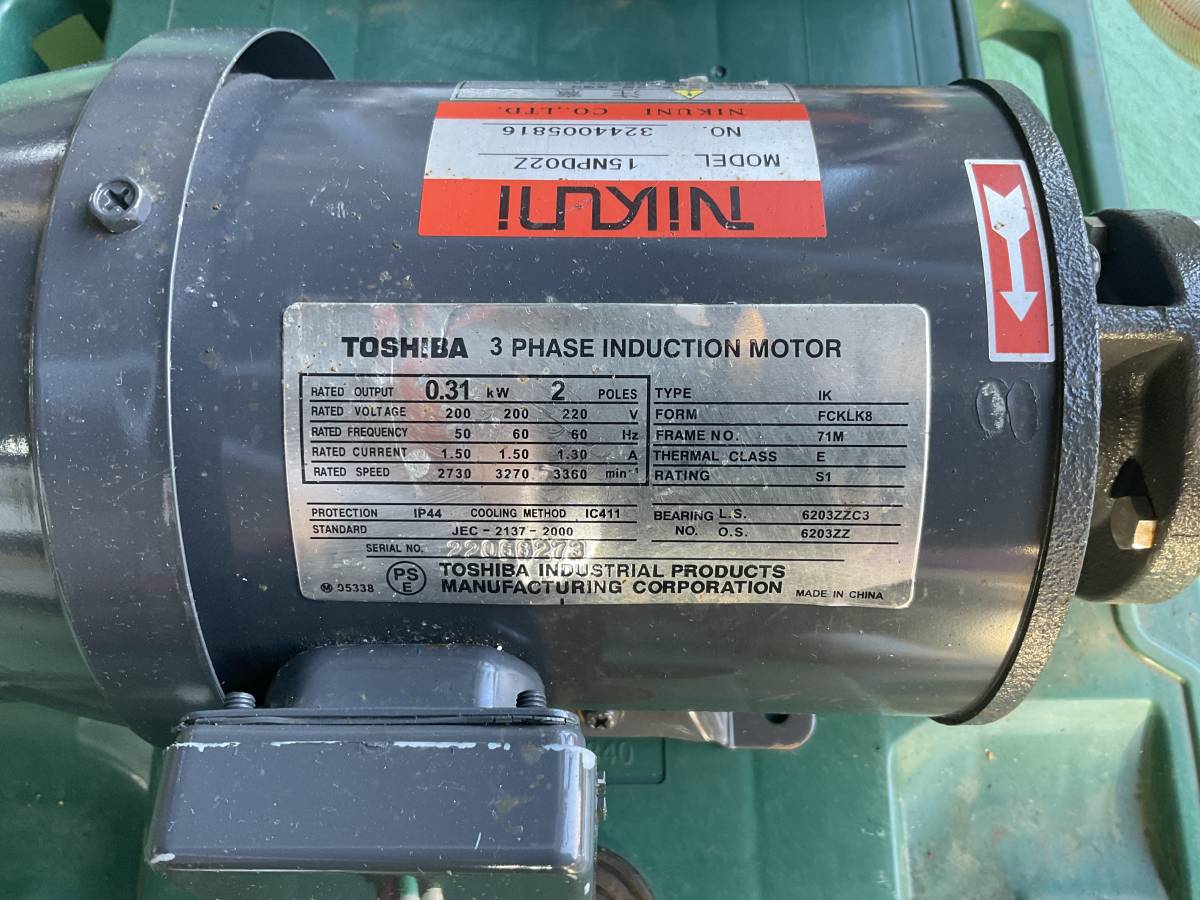 NIKUNI
MODEL 15NPD02Z
NO. 3244005816
NIKUNI CO.,LTD.
注意
TOSHIBA 3 PHASE INDUCTION MOTOR
RATED OUTPUT 0.31 kW 2 POLES
RATED VOLTAGE 200 200 220 V
RATED FREQUENCY 50 60 60 Hz
RATED CURRENT 1.50 1.50 1.30 A
RATED SPEED 2730 3270 3360 min⁻¹
TYPE IK
FORM FCKLK8
FRAME NO. 71M
THERMAL CLASS E
RATING S1
PROTECTION IP44 COOLING METHOD IC411
STANDARD JEC-2137-2000
BEARING L.S. 6203ZZC3
NO. O.S. 6203ZZ
SERIAL NO.
TOSHIBA INDUSTRIAL PRODUCTS
MANUFACTURING CORPORATION
MADE IN CHINA
PS
E
M 95338